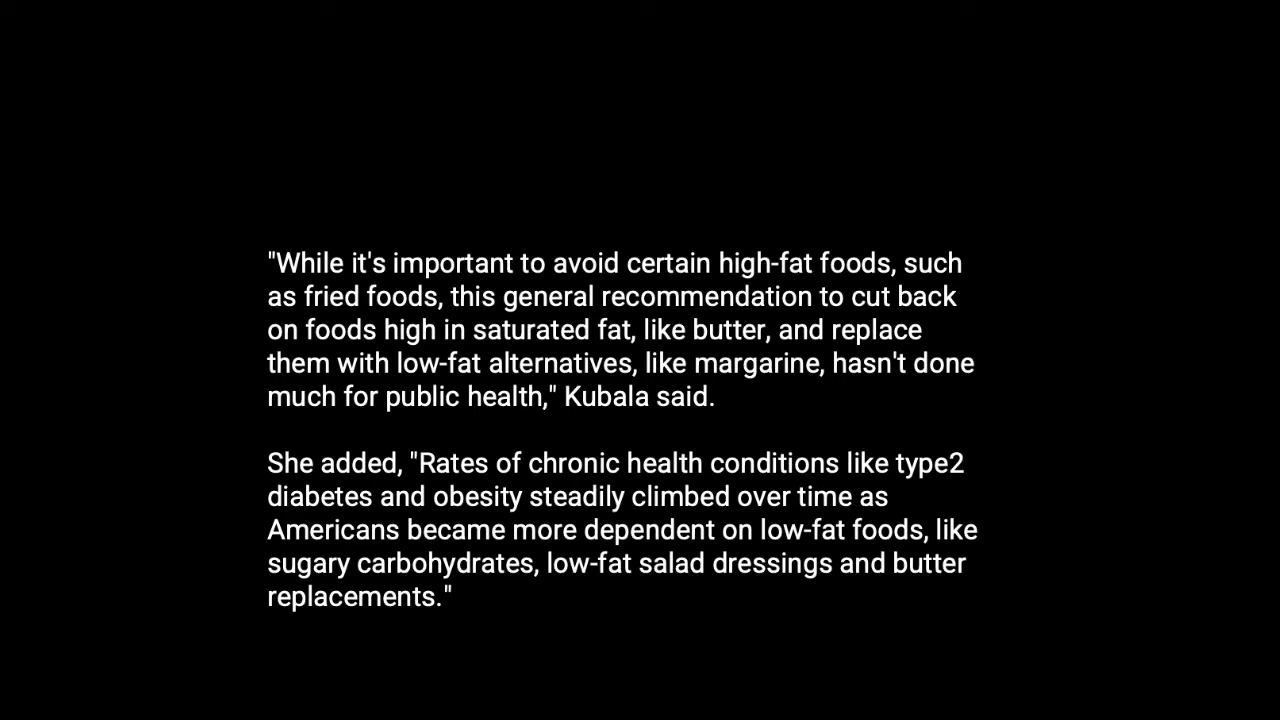 "While it's important to avoid certain high-fat foods, such
as fried foods, this general recommendation to cut back
on foods high in saturated fat, like butter, and replace
them with low-fat alternatives, like margarine, hasn't done
much for public health," Kubala said.
She added, "Rates of chronic health conditions like type2
diabetes and obesity steadily climbed over time as
Americans became more dependent on low-fat foods, like
sugary carbohydrates, low-fat salad dressings and butter
replacements."